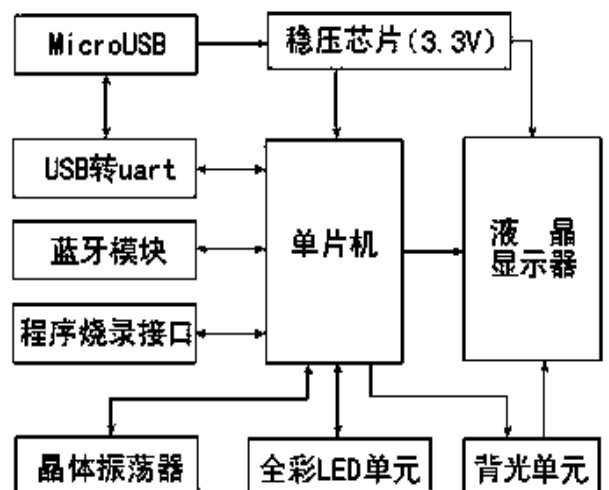 MicroUSB
稳压芯片(3.3V)
USB转uart
蓝牙模块
程序烧录接口
单片机
液晶
显示器
晶体振荡器
全彩LED单元
背光单元